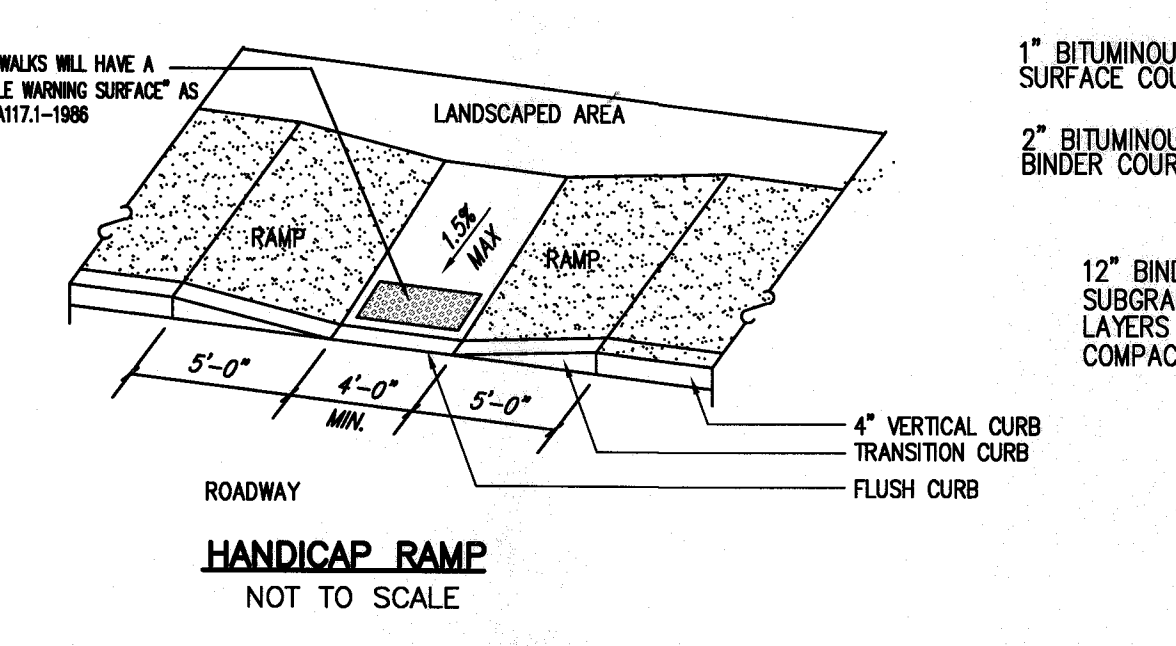 WALKS WILL HAVE A
LE WARNING SURFACE" AS
A117.1-1986
LANDSCAPED AREA
1.5%
MAX
RAMP
RAMP
5'-0"
4'-0"
MIN.
5'-0"
4" VERTICAL CURB
TRANSITION CURB
FLUSH CURB
ROADWAY
HANDICAP RAMP
NOT TO SCALE
1" BITUMINOU
SURFACE COU
2" BITUMINOU
BINDER COUR
12" BIND
SUBGRA
LAYERS
COMPAC